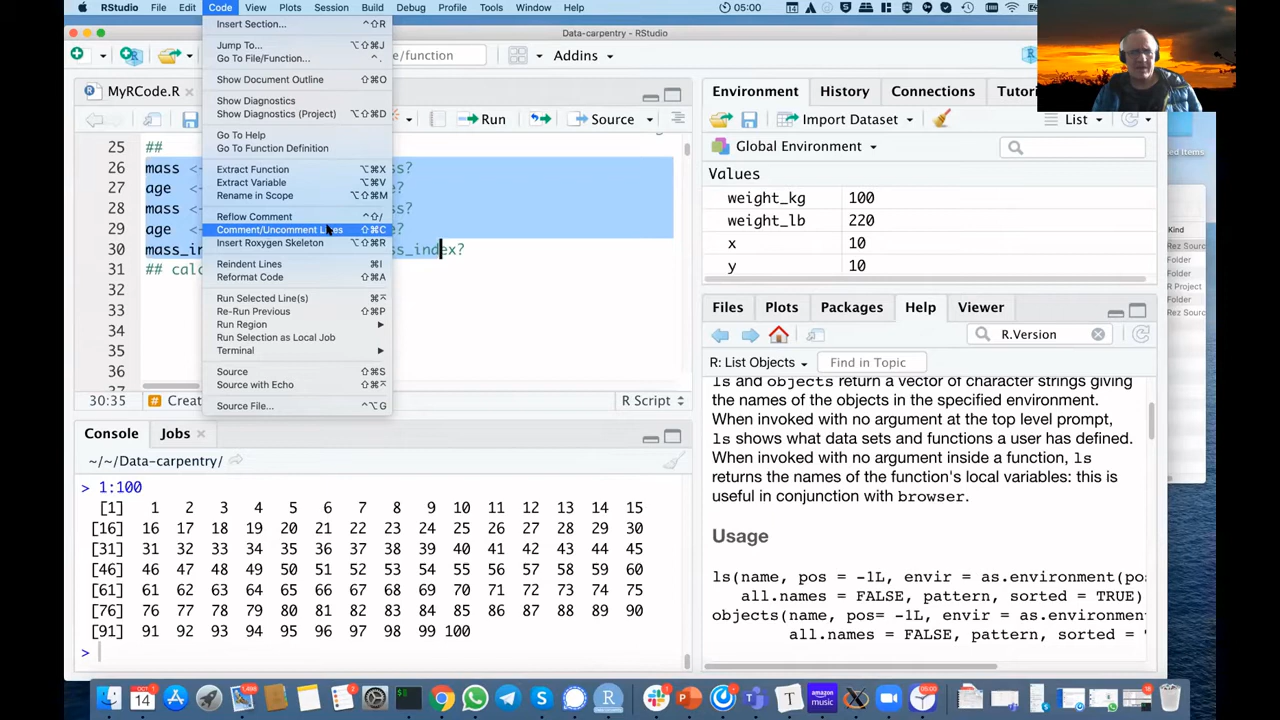 RStudio File Edit Code View Plots Session Build Debug Profile Tools Window Help 05:00
Data-carpentry - RStudio
e/function Addins
MyRCode.R
Run Source
25 ##
26 mass <- ss?
27 age <- e?
28 mass <- ss?
29 age <- e?
30 mass_in ss_index?
31 ## calc
32
33
34
35
36
37
30:35 # Creat R Script
Insert Section... ⌃⇧R
Jump To... ⌥⇧⌘J
Go To File/Function... ⌃.
Show Document Outline ⇧⌘O
Show Diagnostics
Show Diagnostics (Project) ⌥⇧⌘D
Go To Help
Go To Function Definition
Extract Function ⌥⌘X
Extract Variable ⌥⌘V
Rename in Scope ⌥⇧⌘M
Reflow Comment ⌃⇧/
Comment/Uncomment Lines ⇧⌘C
Insert Roxygen Skeleton ⌥⇧⌘R
Reindent Lines ⌘I
Reformat Code ⇧⌘A
Run Selected Line(s) ⌘⌤
Re-Run Previous ⇧⌘P
Run Region
Run Selection as Local Job
Terminal
Source ⇧⌘S
Source with Echo ⇧⌘⌤
Source File... ⌃⌥G
Console Jobs
~/~/Data-carpentry/
> 1:100
[1] 1 2 3 4 5 6 7 8 9 10 11 12 13 14 15
[16] 16 17 18 19 20 21 22 23 24 25 26 27 28 29 30
[31] 31 32 33 34 35 36 37 38 39 40 41 42 43 44 45
[46] 46 47 48 49 50 51 52 53 54 55 56 57 58 59 60
[61] 61 62 63 64 65 66 67 68 69 70 71 72 73 74 75
[76] 76 77 78 79 80 81 82 83 84 85 86 87 88 89 90
[91] 91 92 93 94 95 96 97 98 99 100
>
Environment History Connections Tutori
Import Dataset List
Global Environment
Values
weight_kg 100
weight_lb 220
x 10
y 10
Files Plots Packages Help Viewer
R.Version
R: List Objects Find in Topic
ls and objects return a vector of character strings giving
the names of the objects in the specified environment.
When invoked with no argument at the top level prompt,
ls shows what data sets and functions a user has defined.
When invoked with no argument inside a function, ls
returns the names of the function's local variables: this is
useful in conjunction with browser.
Usage
ls(name, pos = -1L, envir = as.environment(pos
all.names = FALSE, pattern, sorted = TRUE)
objects(name, pos= -1L, envir = as.environment
all.names = FALSE, pattern, sorted = "
Kind
Rez Sourc
Folder
R Project
Folder
Rez Sourc